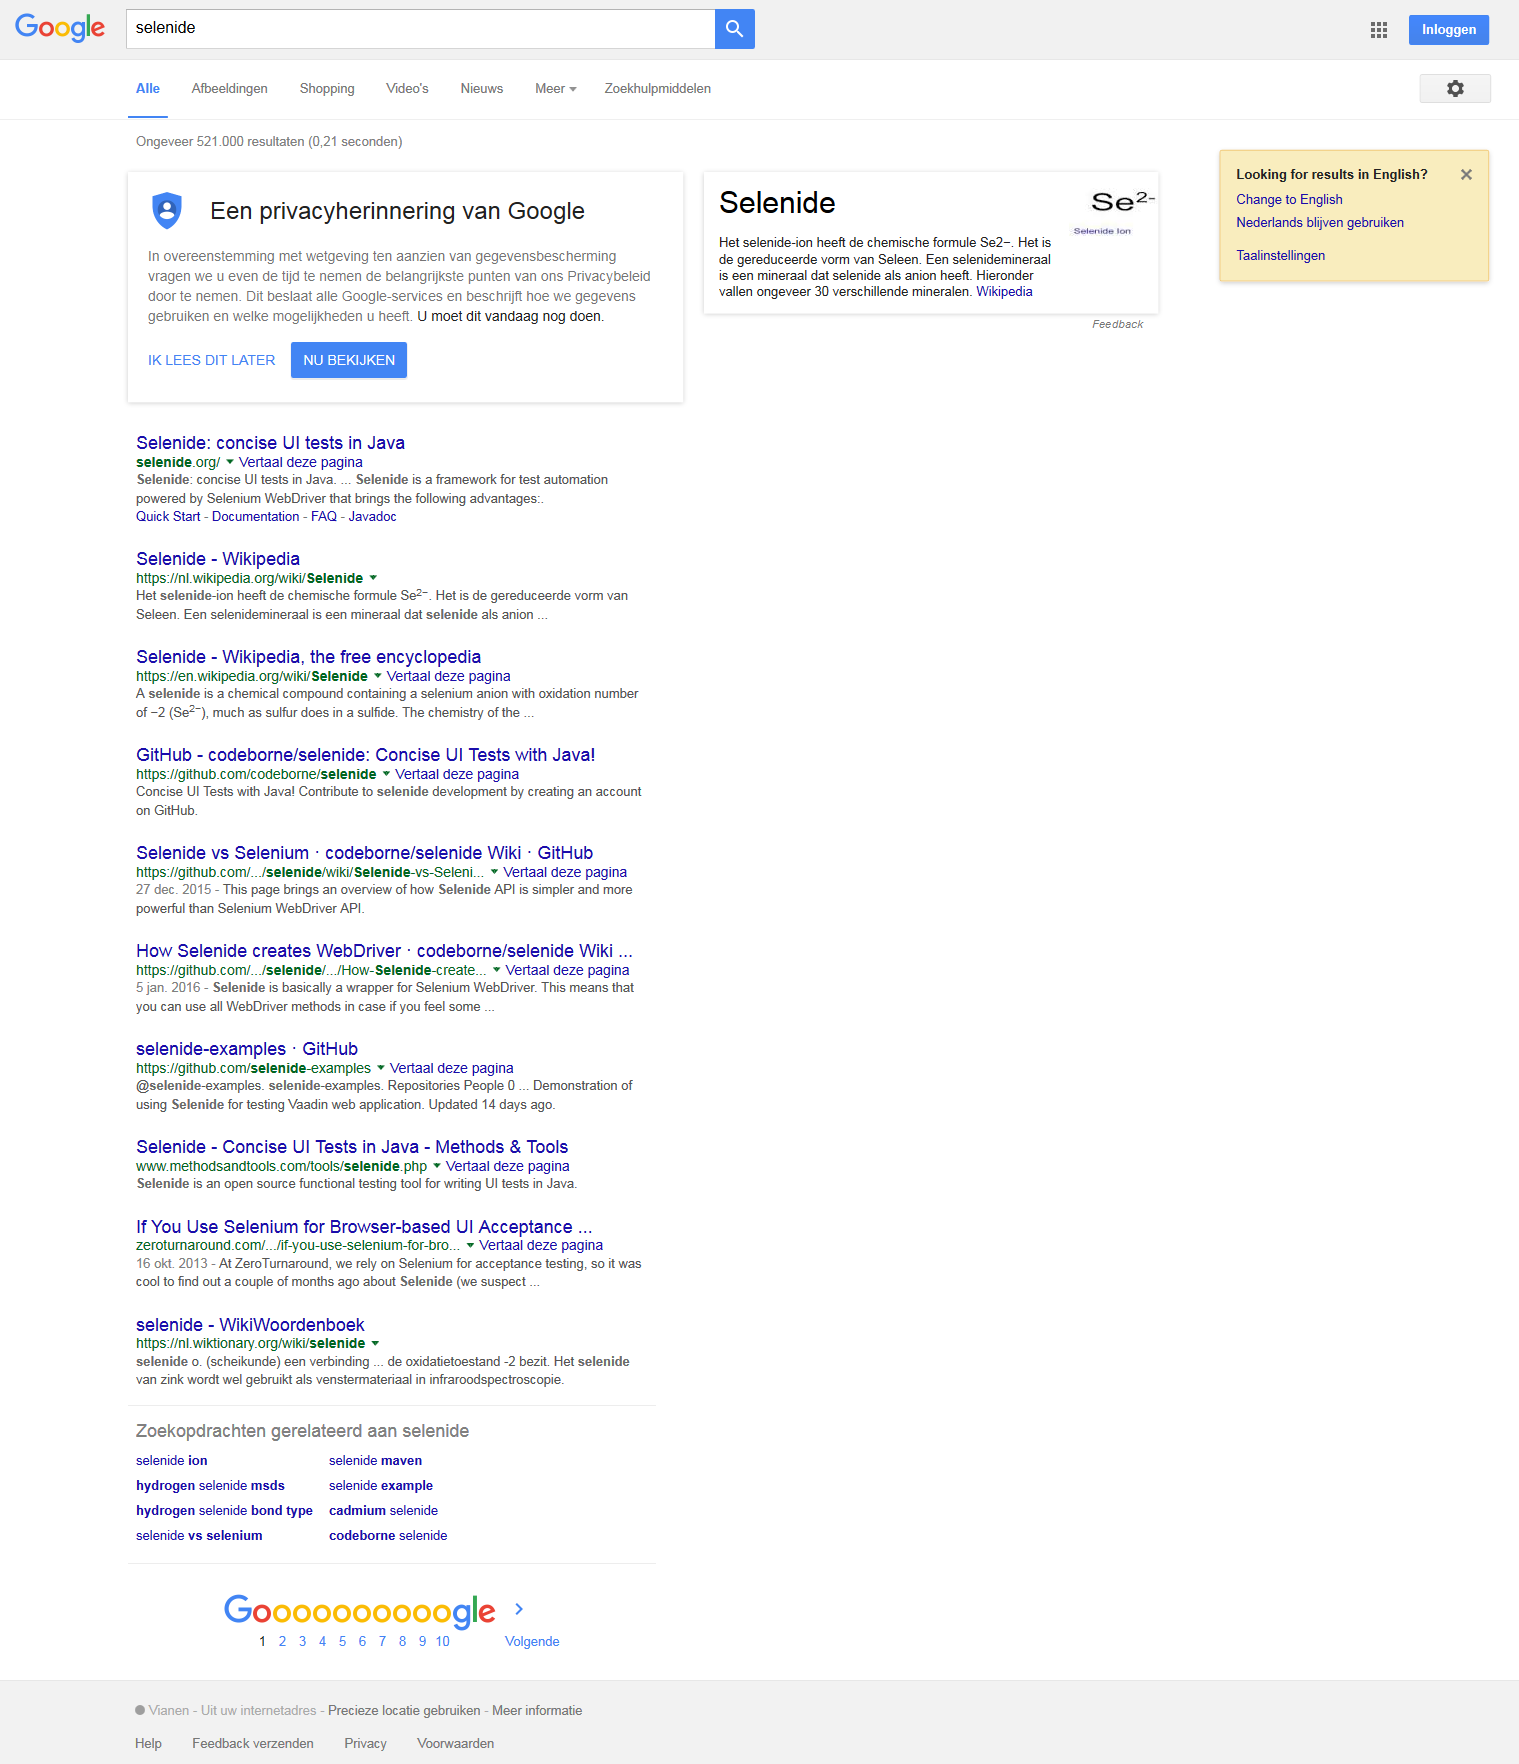 Google
selenide
Inloggen
Alle Afbeeldingen Shopping Video's Nieuws Meer Zoekhulpmiddelen
Ongeveer 521.000 resultaten (0,21 seconden)
Een privacyherinnering van Google
In overeenstemming met wetgeving ten aanzien van gegevensbescherming
vragen we u even de tijd te nemen de belangrijkste punten van ons Privacybeleid
door te nemen. Dit beslaat alle Google-services en beschrijft hoe we gegevens
gebruiken en welke mogelijkheden u heeft. U moet dit vandaag nog doen.
IK LEES DIT LATER NU BEKIJKEN
Selenide
Se2-
Selenide Ion
Het selenide-ion heeft de chemische formule Se2−. Het is
de gereduceerde vorm van Seleen. Een selenidemineraal
is een mineraal dat selenide als anion heeft. Hieronder
vallen ongeveer 30 verschillende mineralen. Wikipedia
Feedback
Looking for results in English?
Change to English
Nederlands blijven gebruiken
Taalinstellingen
Selenide: concise UI tests in Java
selenide.org/ Vertaal deze pagina
Selenide: concise UI tests in Java. ... Selenide is a framework for test automation
powered by Selenium WebDriver that brings the following advantages:.
Quick Start - Documentation - FAQ - Javadoc
Selenide - Wikipedia
https://nl.wikipedia.org/wiki/Selenide
Het selenide-ion heeft de chemische formule Se2−. Het is de gereduceerde vorm van
Seleen. Een selenidemineraal is een mineraal dat selenide als anion ...
Selenide - Wikipedia, the free encyclopedia
https://en.wikipedia.org/wiki/Selenide Vertaal deze pagina
A selenide is a chemical compound containing a selenium anion with oxidation number
of −2 (Se2−), much as sulfur does in a sulfide. The chemistry of the ...
GitHub - codeborne/selenide: Concise UI Tests with Java!
https://github.com/codeborne/selenide Vertaal deze pagina
Concise UI Tests with Java! Contribute to selenide development by creating an account
on GitHub.
Selenide vs Selenium · codeborne/selenide Wiki · GitHub
https://github.com/.../selenide/wiki/Selenide-vs-Seleni... Vertaal deze pagina
27 dec. 2015 - This page brings an overview of how Selenide API is simpler and more
powerful than Selenium WebDriver API.
How Selenide creates WebDriver · codeborne/selenide Wiki ...
https://github.com/.../selenide/.../How-Selenide-create... Vertaal deze pagina
5 jan. 2016 - Selenide is basically a wrapper for Selenium WebDriver. This means that
you can use all WebDriver methods in case if you feel some ...
selenide-examples · GitHub
https://github.com/selenide-examples Vertaal deze pagina
@selenide-examples. selenide-examples. Repositories People 0 ... Demonstration of
using Selenide for testing Vaadin web application. Updated 14 days ago.
Selenide - Concise UI Tests in Java - Methods & Tools
www.methodsandtools.com/tools/selenide.php Vertaal deze pagina
Selenide is an open source functional testing tool for writing UI tests in Java.
If You Use Selenium for Browser-based UI Acceptance ...
zeroturnaround.com/.../if-you-use-selenium-for-bro... Vertaal deze pagina
16 okt. 2013 - At ZeroTurnaround, we rely on Selenium for acceptance testing, so it was
cool to find out a couple of months ago about Selenide (we suspect ...
selenide - WikiWoordenboek
https://nl.wiktionary.org/wiki/selenide
selenide o. (scheikunde) een verbinding ... de oxidatietoestand -2 bezit. Het selenide
van zink wordt wel gebruikt als venstermateriaal in infraroodspectroscopie.
Zoekopdrachten gerelateerd aan selenide
selenide ion selenide maven
hydrogen selenide msds selenide example
hydrogen selenide bond type cadmium selenide
selenide vs selenium codeborne selenide
Goooooooooogle
1 2 3 4 5 6 7 8 9 10 Volgende
Vianen - Uit uw internetadres - Precieze locatie gebruiken - Meer informatie
Help Feedback verzenden Privacy Voorwaarden